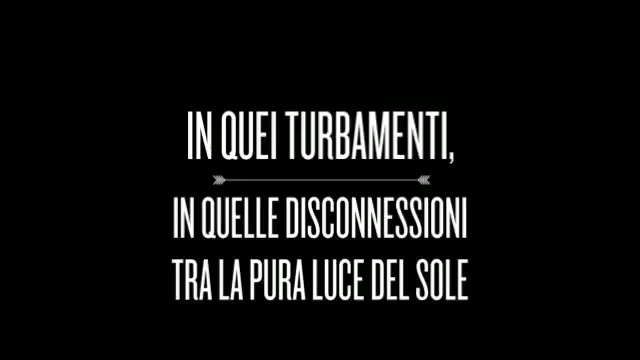 IN QUEI TURBAMENTI,
IN QUELLE DISCONNESSIONI
TRA LA PURA LUCE DEL SOLE